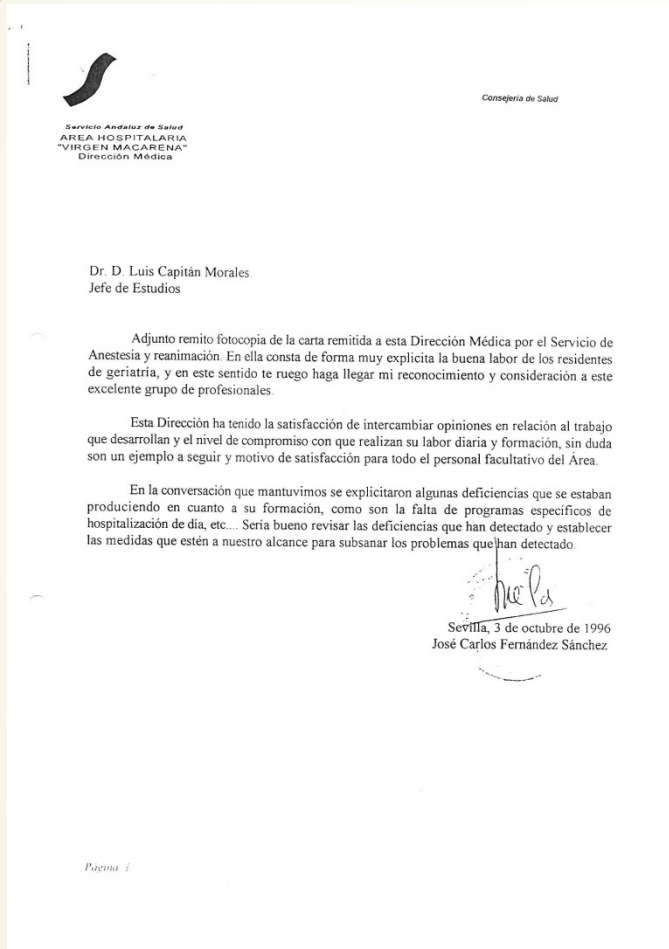 Consejería de Salud
Servicio Andaluz de Salud
AREA HOSPITALARIA
"VIRGEN MACARENA"
Dirección Médica
Dr. D. Luis Capitán Morales.
Jefe de Estudios
Adjunto remito fotocopia de la carta remitida a esta Dirección Médica por el Servicio de
Anestesia y reanimación. En ella consta de forma muy explicita la buena labor de los residentes
de geriatría, y en este sentido te ruego haga llegar mi reconocimiento y consideración a este
excelente grupo de profesionales.
Esta Dirección ha tenido la satisfacción de intercambiar opiniones en relación al trabajo
que desarrollan y el nivel de compromiso con que realizan su labor diaria y formación, sin duda
son un ejemplo a seguir y motivo de satisfacción para todo el personal facultativo del Área.
En la conversación que mantuvimos se explicitaron algunas deficiencias que se estaban
produciendo en cuanto a su formación, como son la falta de programas específicos de
hospitalización de día, etc.... Sería bueno revisar las deficiencias que han detectado y establecer
las medidas que estén a nuestro alcance para subsanar los problemas que han detectado.
Sevilla, 3 de octubre de 1996
José Carlos Fernández Sánchez
Página